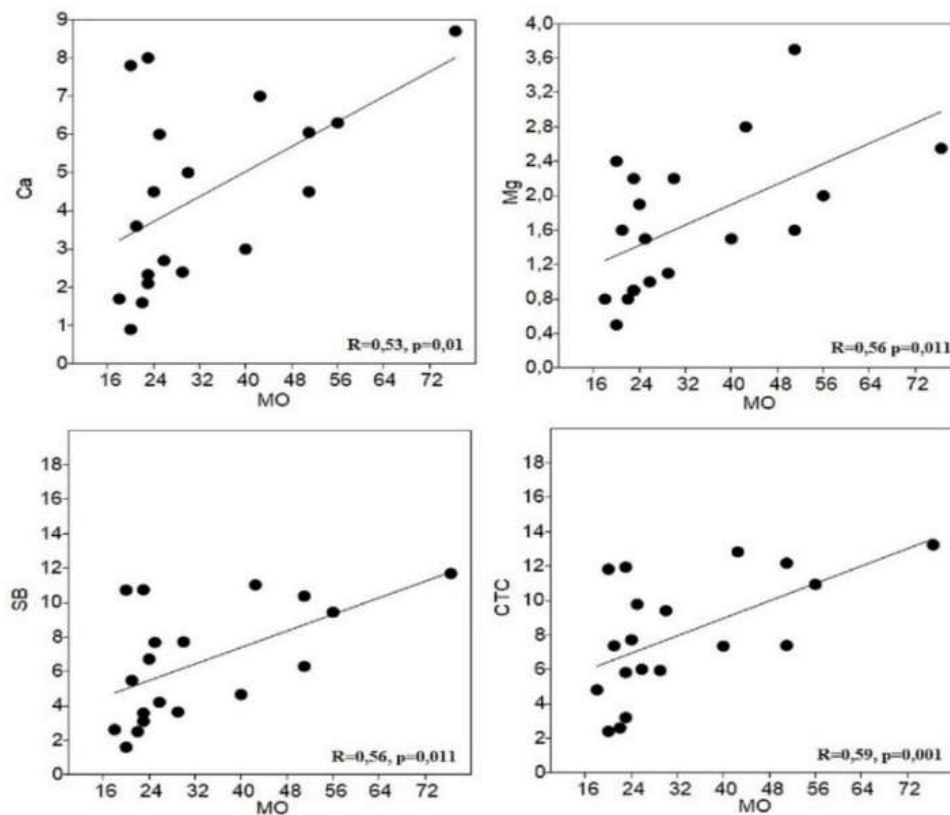 9
8
7
6
5
4
3
2
1
0
Ca
R=0,53, p=0,01
16 24 32 40 48 56 64 72
MO
4,0
3,6
3,2
2,8
2,4
2,0
1,6
1,2
0,8
0,4
0,0
Mg
R=0,56 p=0,011
16 24 32 40 48 56 64 72
MO
18
16
14
12
10
8
6
4
2
0
SB
R=0,56, p=0,011
16 24 32 40 48 56 64 72
MO
18
16
14
12
10
8
6
4
2
0
CTC
R=0,59, p=0,001
16 24 32 40 48 56 64 72
MO